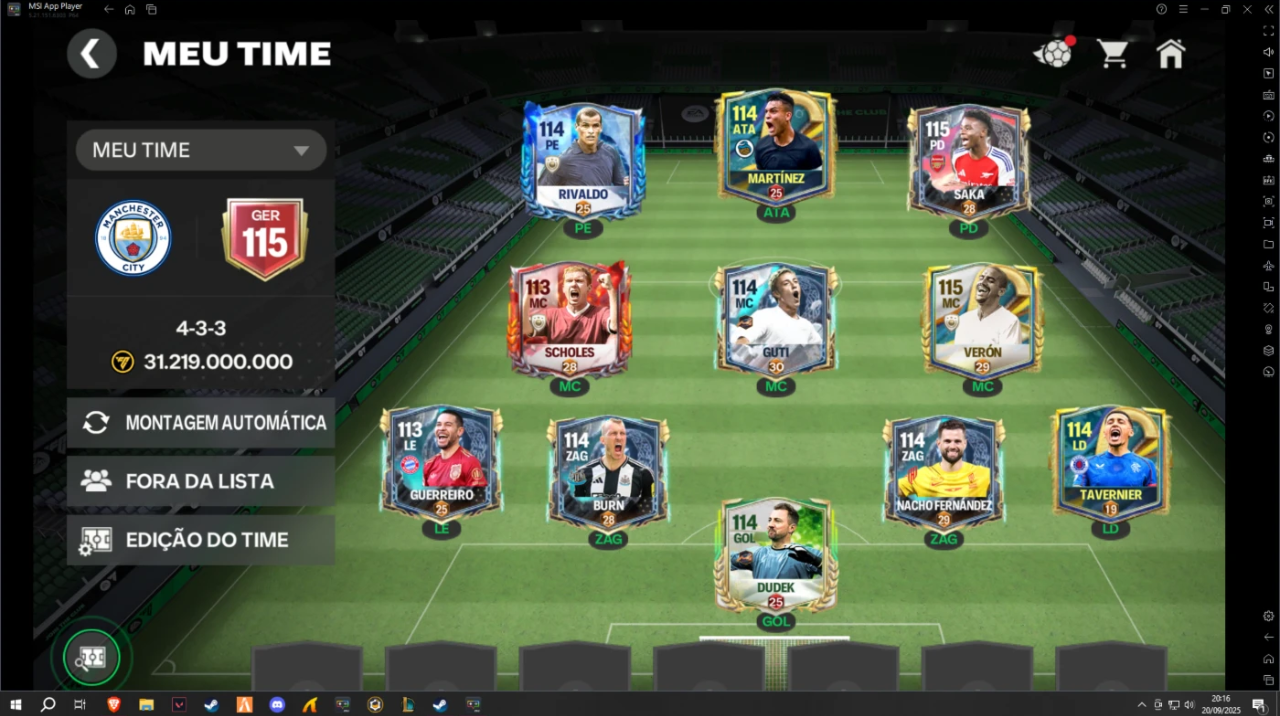 MSI App Player
MEU TIME
MEU TIME
MANCHESTER
CITY
GER
115
4-3-3
31.219.000.000
MONTAGEM AUTOMÁTICA
FORA DA LISTA
EDIÇÃO DO TIME
114
PE
RIVALDO
25
PE
114
ATA
MARTÍNEZ
25
ATA
115
PD
SAKA
28
PD
113
MC
SCHOLES
28
MC
114
MC
GUTI
30
MC
115
MC
VERÓN
29
MC
113
LE
GUERREIRO
25
LE
114
ZAG
BURN
28
ZAG
114
ZAG
NACHO FERNÁNDEZ
29
ZAG
114
LD
TAVERNIER
19
LD
114
GOL
DUDEK
25
GOL
20:16
20/09/2025